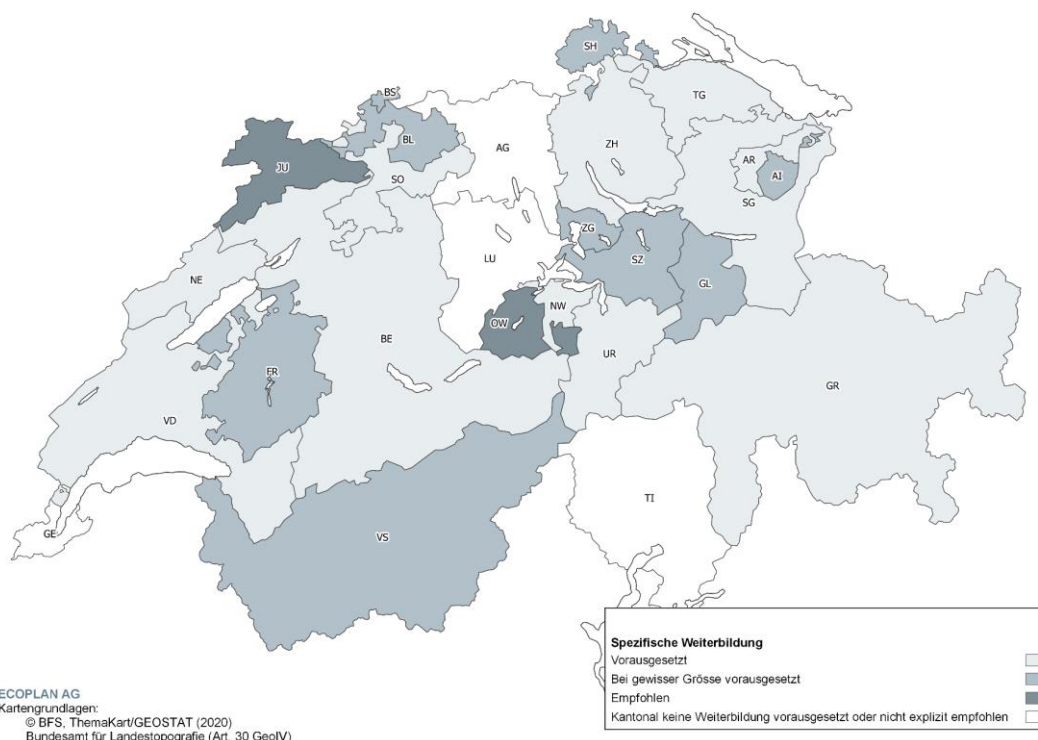 SH
BS
TG
BL
AG
ZH
JU
SO
AR
AI
SG
ZG
NE
LU
SZ
GL
OW
NW
BE
UR
FR
GR
VD
TI
GE
VS
Spezifische Weiterbildung
Vorausgesetzt
Bei gewisser Grösse vorausgesetzt
Empfohlen
Kantonal keine Weiterbildung vorausgesetzt oder nicht explizit empfohlen
ECOPLAN AG
Kartengrundlagen:
© BFS, ThemaKart/GEOSTAT (2020)
Bundesamt für Landestopografie (Art. 30 GeoIV)